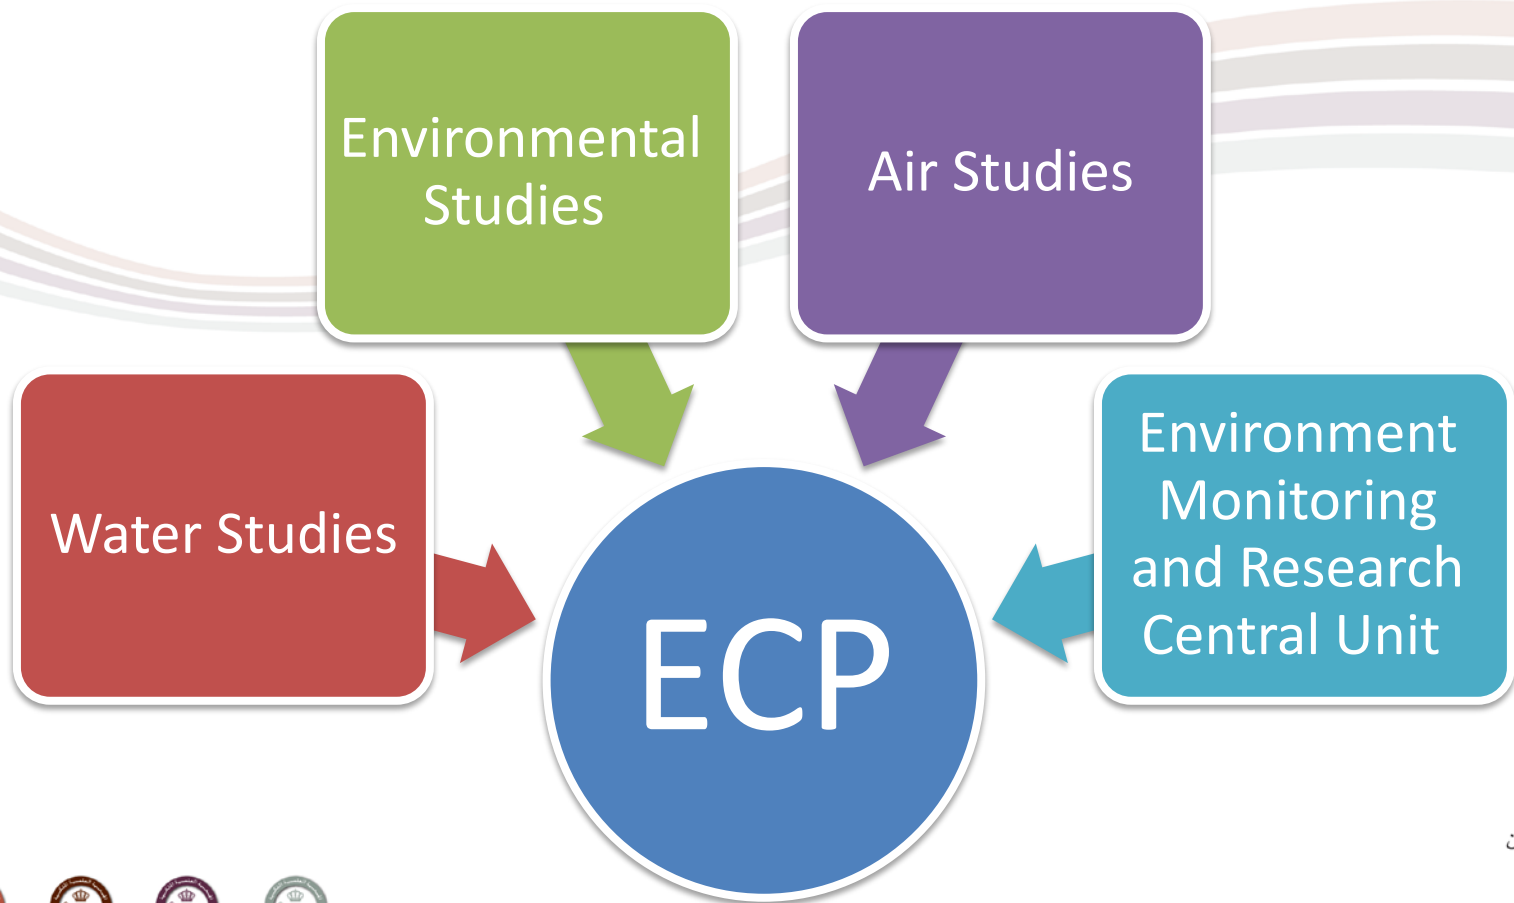 Environmental
Studies
Air Studies
Water Studies
Environment
Monitoring
and Research
Central Unit
ECP